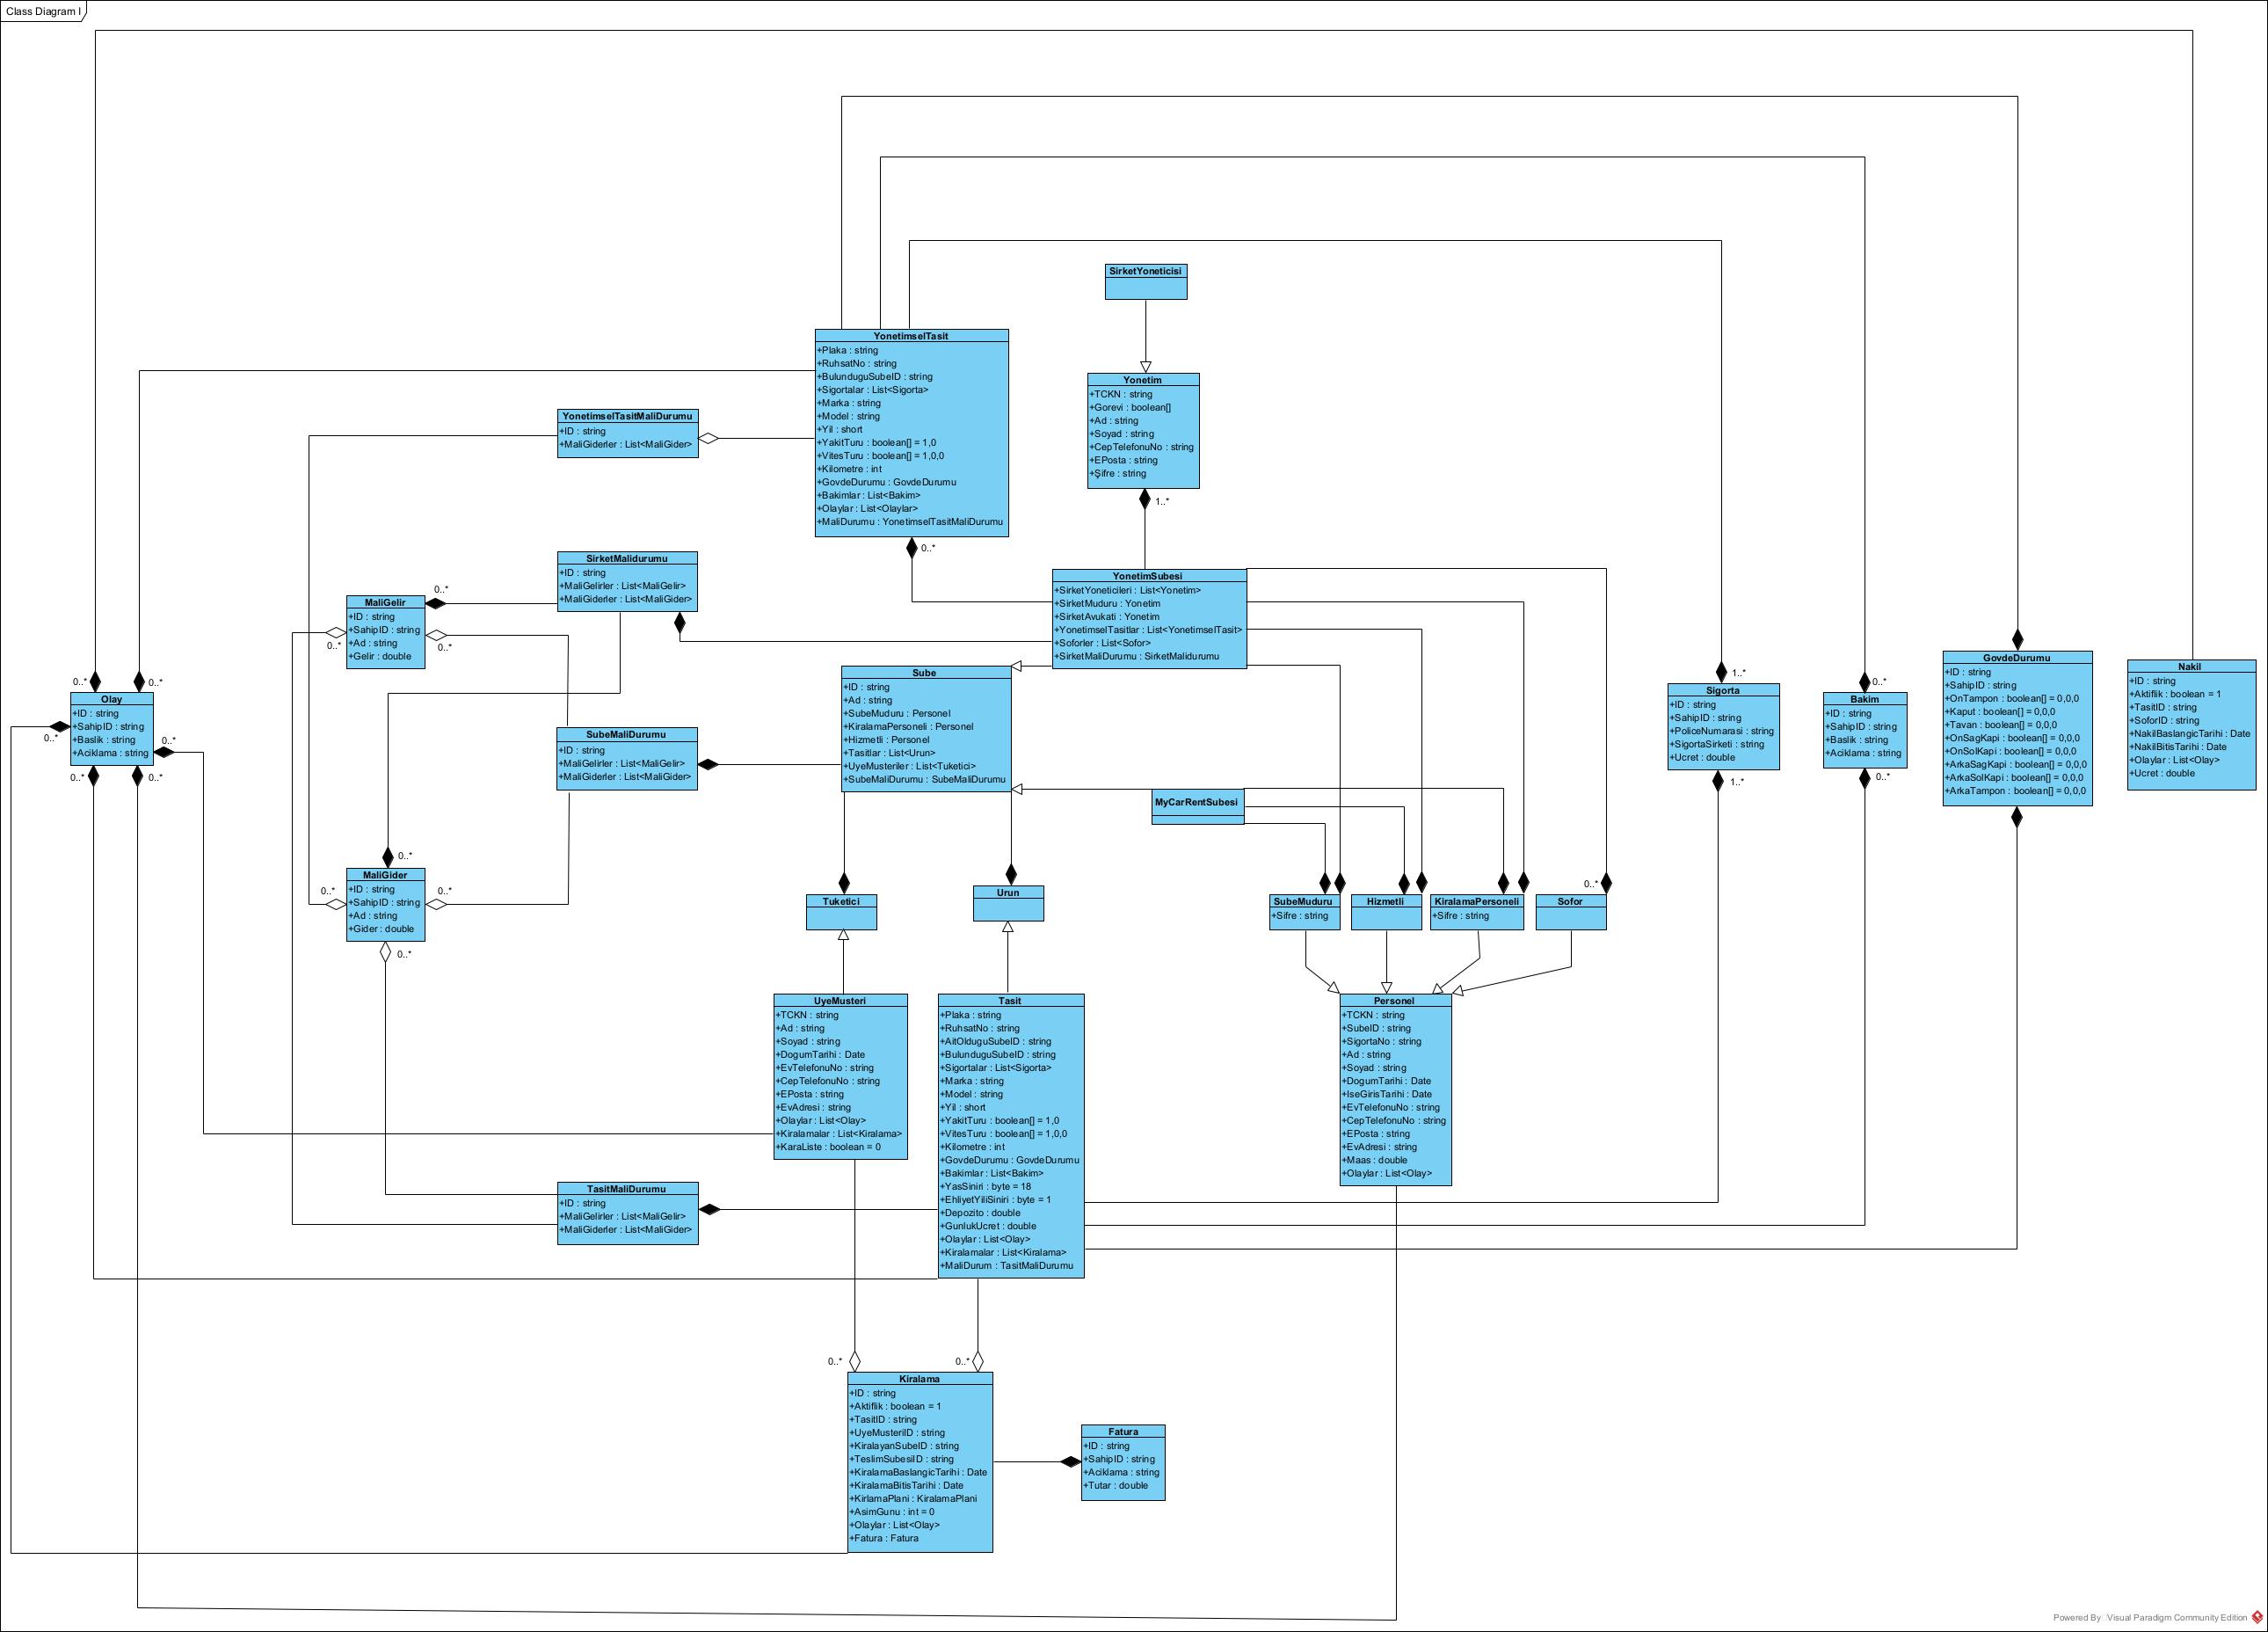 Class Diagram I
SirketYoneticisi
YonetimselTasit
+Plaka : string
+RuhsatNo : string
+BulunduguSubeID : string
+Sigortalar : List<Sigorta>
+Marka : string
+Model : string
+Yil : short
+YakitTuru : boolean[] = 1,0
+VitesTuru : boolean[] = 1,0,0
+Kilometre : int
+GovdeDurumu : GovdeDurumu
+Bakimlar : List<Bakim>
+Olaylar : List<Olaylar>
+MaliDurumu : YonetimselTasitMaliDurumu
0..*
Yonetim
+TCKN : string
+Gorevi : boolean[]
+Ad : string
+Soyad : string
+CepTelefonuNo : string
+EPosta : string
+Şifre : string
1..*
YonetimselTasitMaliDurumu
+ID : string
+MaliGiderler : List<MaliGider>
SirketMalidurumu
+ID : string
+MaliGelirler : List<MaliGelir>
+MaliGiderler : List<MaliGider>
YonetimSubesi
+SirketYoneticileri : List<Yonetim>
+SirketMuduru : Yonetim
+SirketAvukati : Yonetim
+YonetimselTasitlar : List<YonetimselTasit>
+Soforler : List<Sofor>
+SirketMaliDurumu : SirketMalidurumu
0..*
MaliGelir
+ID : string
+SahipID : string
+Ad : string
+Gelir : double
0..*
0..*
0..*
0..*
Olay
+ID : string
+SahipID : string
+Baslik : string
+Aciklama : string
0..*
0..*
0..*
0..*
Sube
+ID : string
+Ad : string
+SubeMuduru : Personel
+KiralamaPersoneli : Personel
+Hizmetli : Personel
+Tasitlar : List<Urun>
+UyeMusteriler : List<Tuketici>
+SubeMaliDurumu : SubeMaliDurumu
SubeMaliDurumu
+ID : string
+MaliGelirler : List<MaliGelir>
+MaliGiderler : List<MaliGider>
MyCarRentSubesi
1..*
Sigorta
+ID : string
+SahipID : string
+PoliceNumarasi : string
+SigortaSirketi : string
+Ucret : double
1..*
0..*
Bakim
+ID : string
+SahipID : string
+Baslik : string
+Aciklama : string
0..*
GovdeDurumu
+ID : string
+SahipID : string
+OnTampon : boolean[] = 0,0,0
+Kaput : boolean[] = 0,0,0
+Tavan : boolean[] = 0,0,0
+OnSagKapi : boolean[] = 0,0,0
+OnSolKapi : boolean[] = 0,0,0
+ArkaSagKapi : boolean[] = 0,0,0
+ArkaSolKapi : boolean[] = 0,0,0
+ArkaTampon : boolean[] = 0,0,0
Nakil
+ID : string
+Aktiflik : boolean = 1
+TasitID : string
+SoforID : string
+NakilBaslangicTarihi : Date
+NakilBitisTarihi : Date
+Olaylar : List<Olay>
+Ucret : double
0..*
MaliGider
+ID : string
+SahipID : string
+Ad : string
+Gider : double
0..*
0..*
0..*
Tuketici
Urun
SubeMuduru
+Sifre : string
Hizmetli
KiralamaPersoneli
+Sifre : string
0..*
Sofor
UyeMusteri
+TCKN : string
+Ad : string
+Soyad : string
+DogumTarihi : Date
+EvTelefonuNo : string
+CepTelefonuNo : string
+EPosta : string
+EvAdresi : string
+Olaylar : List<Olay>
+Kiralamalar : List<Kiralama>
+KaraListe : boolean = 0
Tasit
+Plaka : string
+RuhsatNo : string
+AitOlduguSubeID : string
+BulunduguSubeID : string
+Sigortalar : List<Sigorta>
+Marka : string
+Model : string
+Yil : short
+YakitTuru : boolean[] = 1,0
+VitesTuru : boolean[] = 1,0,0
+Kilometre : int
+GovdeDurumu : GovdeDurumu
+Bakimlar : List<Bakim>
+YasSiniri : byte = 18
+EhliyetYiliSiniri : byte = 1
+Depozito : double
+GunlukUcret : double
+Olaylar : List<Olay>
+Kiralamalar : List<Kiralama>
+MaliDurum : TasitMaliDurumu
Personel
+TCKN : string
+SubeID : string
+SigortaNo : string
+Ad : string
+Soyad : string
+DogumTarihi : Date
+IseGirisTarihi : Date
+EvTelefonuNo : string
+CepTelefonuNo : string
+EPosta : string
+EvAdresi : string
+Maas : double
+Olaylar : List<Olay>
TasitMaliDurumu
+ID : string
+MaliGelirler : List<MaliGelir>
+MaliGiderler : List<MaliGider>
0..*
0..*
Kiralama
+ID : string
+Aktiflik : boolean = 1
+TasitID : string
+UyeMusteriID : string
+KiralayanSubeID : string
+TeslimSubesiID : string
+KiralamaBaslangicTarihi : Date
+KiralamaBitisTarihi : Date
+KirlamaPlani : KiralamaPlani
+AsimGunu : int = 0
+Olaylar : List<Olay>
+Fatura : Fatura
Fatura
+ID : string
+SahipID : string
+Aciklama : string
+Tutar : double
Powered By Visual Paradigm Community Edition